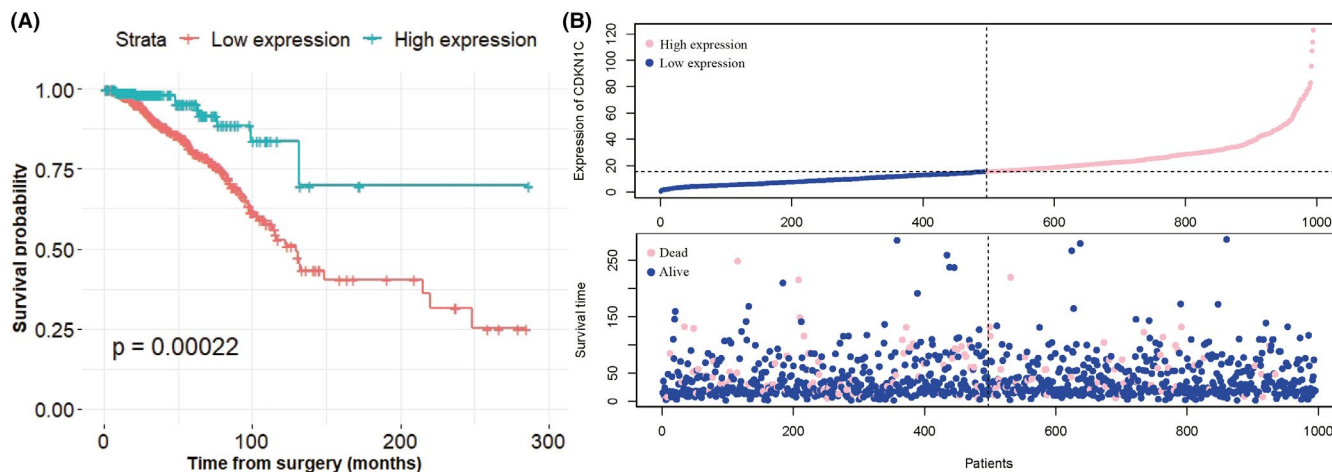 (A)
Strata Low expression High expression
Survival probability
1.00
0.75
0.50
0.25
0.00
p = 0.00022
0 100 200 300
Time from surgery (months)
(B)
Expression of CDKN1C
120
100
80
60
40
20
0
High expression
Low expression
0 200 400 600 800 1000
Survival time
250
150
50
0
Dead
Alive
0 200 400 600 800 1000
Patients